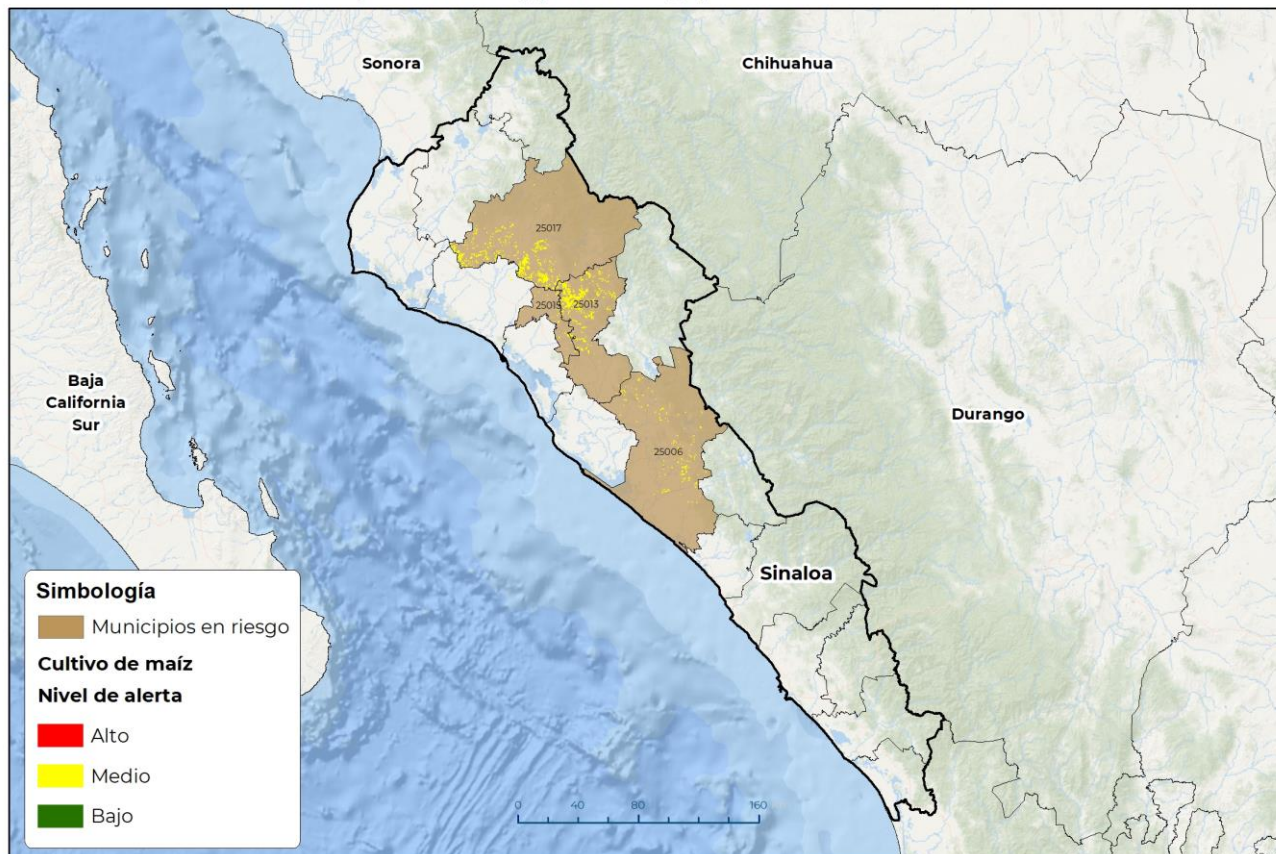 Sonora
Chihuahua
25017
25015
25013
Baja
California
Sur
Durango
25006
Sinaloa
Simbología
Municipios en riesgo
Cultivo de maíz
Nivel de alerta
Alto
Medio
Bajo
0 40 80 160